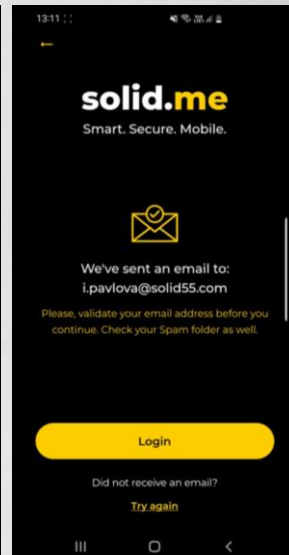 13:11
solid.me
Smart. Secure. Mobile.
We've sent an email to:
i.pavlova@solid55.com
Please, validate your email address before you
continue. Check your Spam folder as well.
Login
Did not receive an email?
Try again